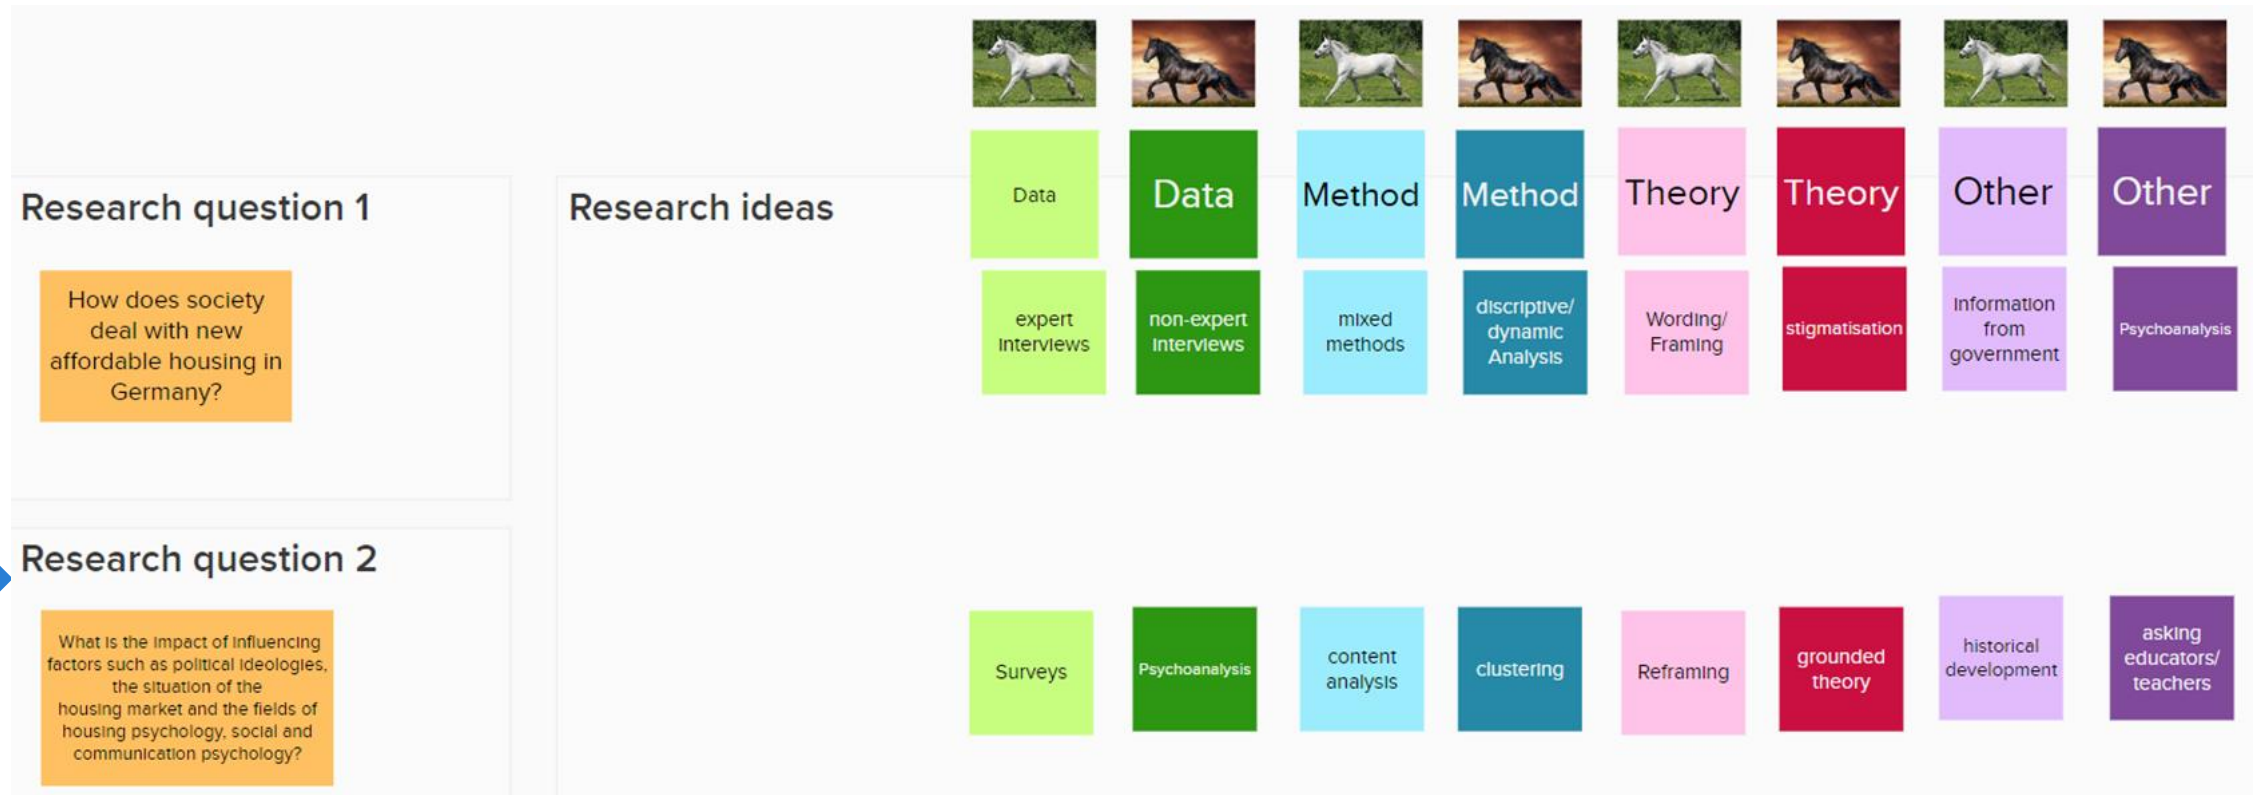 Research question 1
Research ideas
Data
Data
Method
Method
Theory
Theory
Other
Other
How does society
deal with new
affordable housing in
Germany?
expert
interviews
non-expert
interviews
mixed
methods
discriptive/
dynamic
Analysis
Wording/
Framing
stigmatisation
information
from
government
Psychoanalysis
Research question 2
What is the impact of influencing
factors such as political ideologies,
the situation of the
housing market and the fields of
housing psychology, social and
communication psychology?
Surveys
Psychoanalysis
content
analysis
clustering
Reframing
grounded
theory
historical
development
asking
educators/
teachers